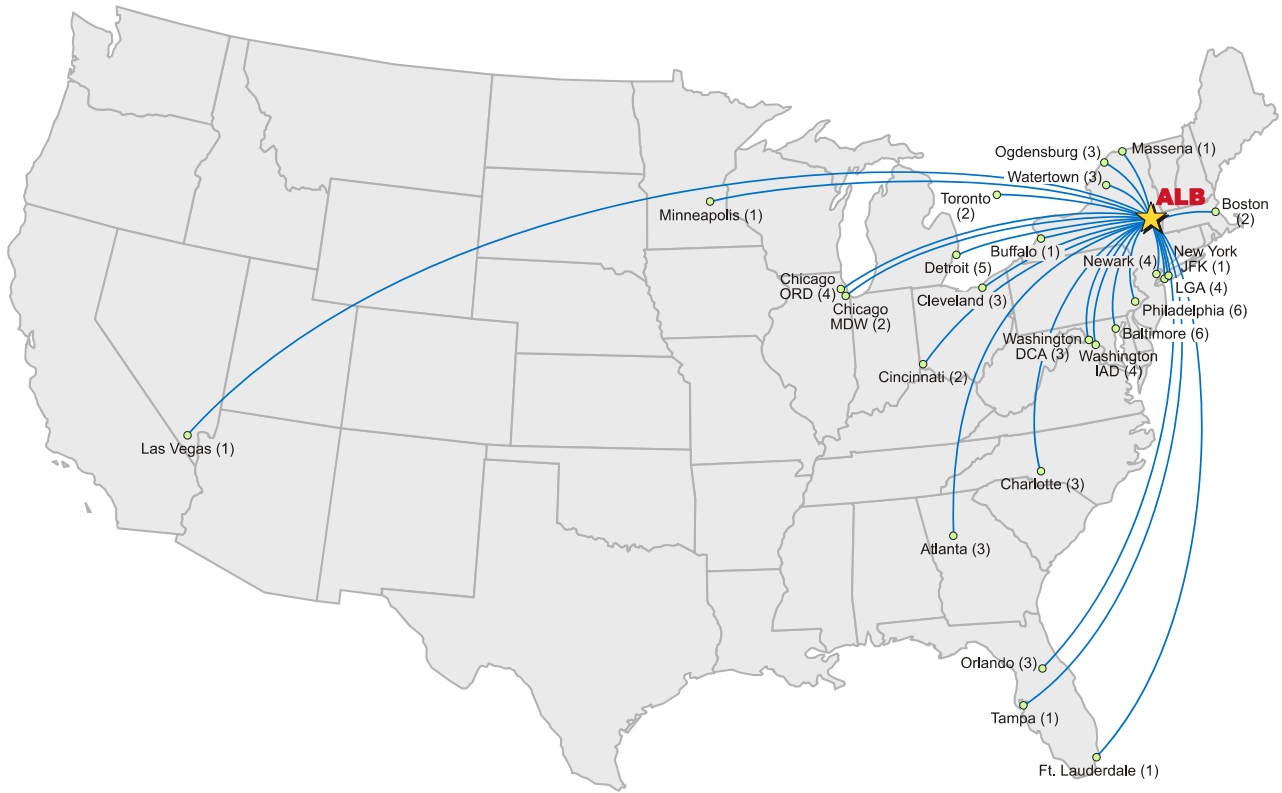 Massena (1)
Ogdensburg (3)
Watertown (3)
ALB
Toronto
(2)
Boston
(2)
Minneapolis (1)
Buffalo (1)
New York
JFK (1)
Newark (4)
Detroit (5)
LGA (4)
Chicago
ORD (4)
Cleveland (3)
Chicago
MDW (2)
Philadelphia (6)
Baltimore (6)
Washington
DCA (3)
Washington
IAD (4)
Cincinnati (2)
Las Vegas (1)
Charlotte (3)
Atlanta (3)
Orlando (3)
Tampa (1)
Ft. Lauderdale (1)